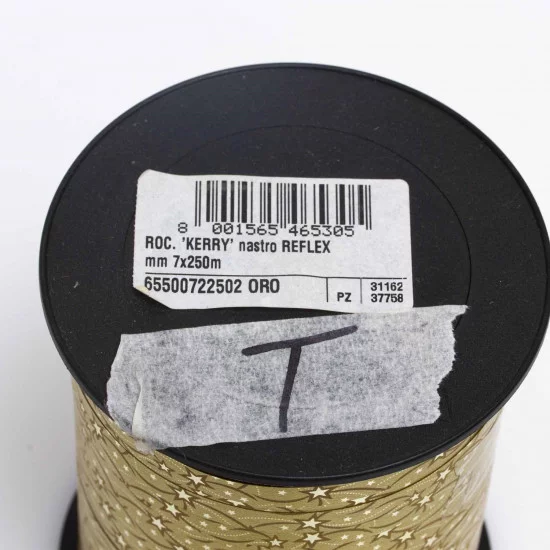 8 001565 465305
ROC. 'KERRY' nastro REFLEX
mm 7x250m
65500722502 ORO
PZ
31162
37758
T